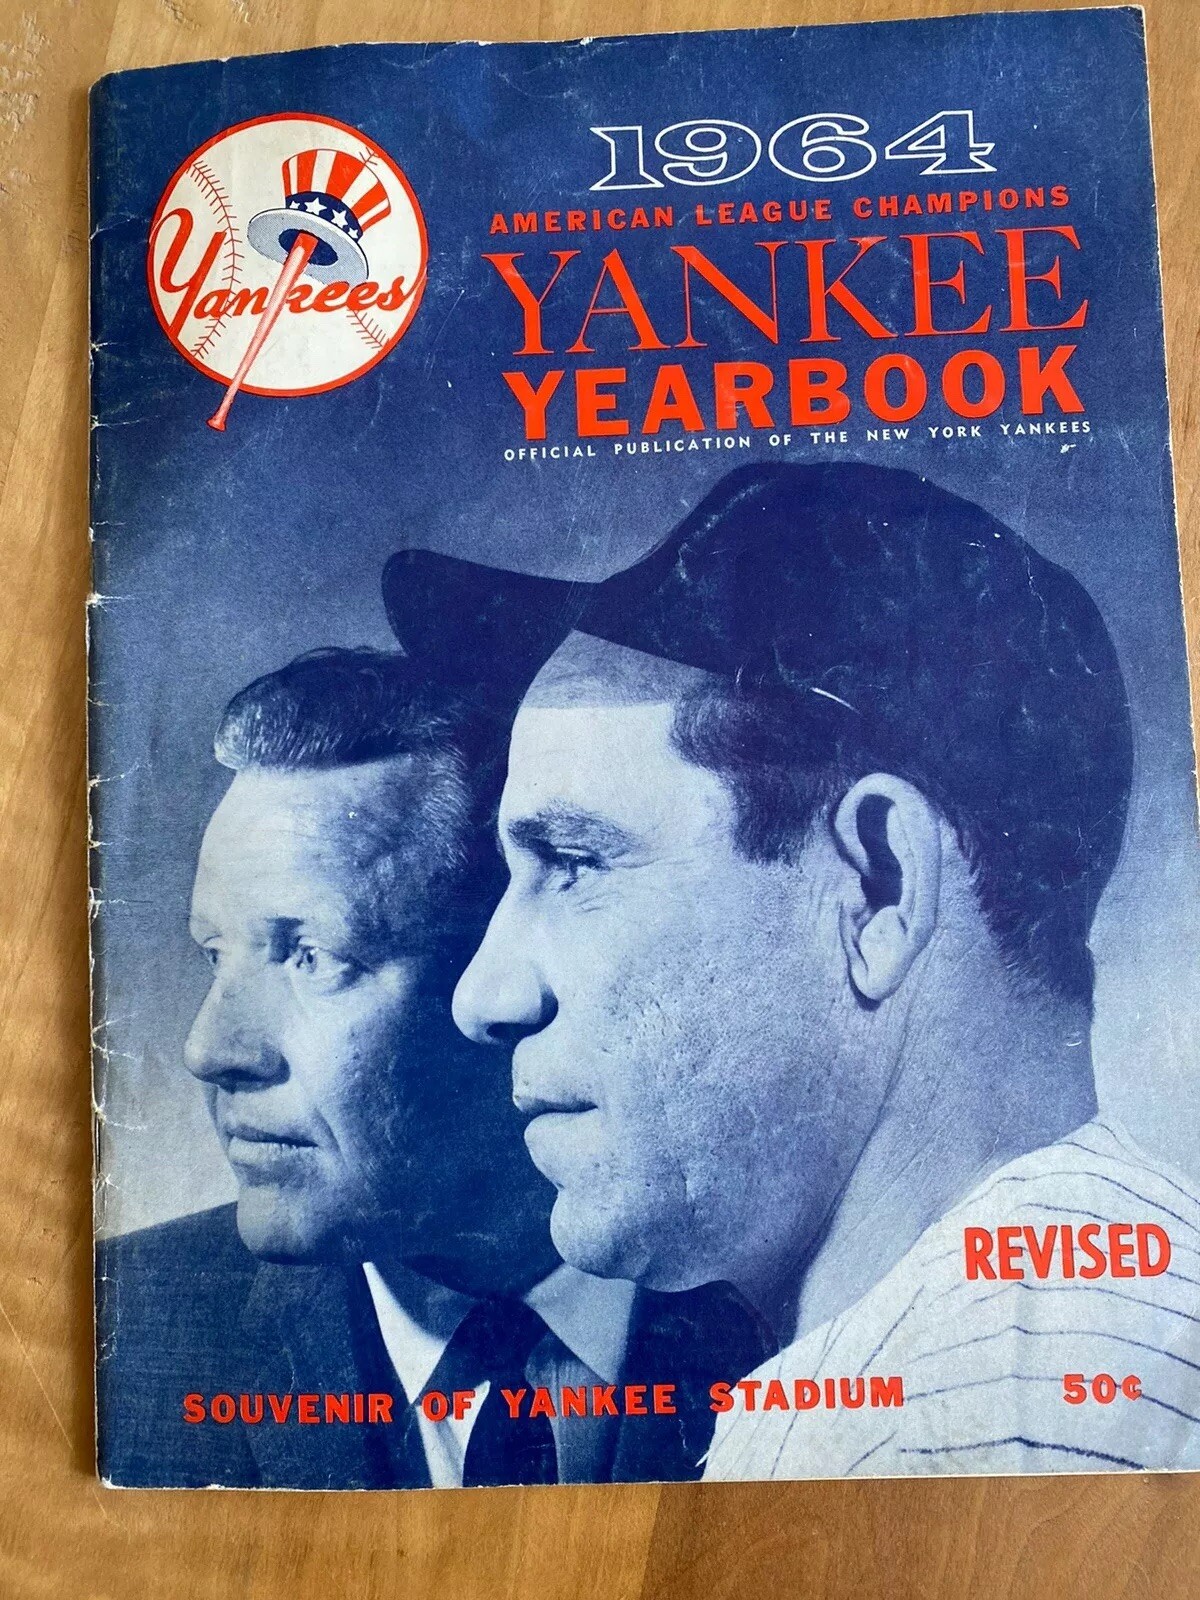 Yankees
1964
AMERICAN LEAGUE CHAMPIONS
YANKEE
YEARBOOK
OFFICIAL PUBLICATION OF THE NEW YORK YANKEES
REVISED
SOUVENIR OF YANKEE STADIUM 50¢